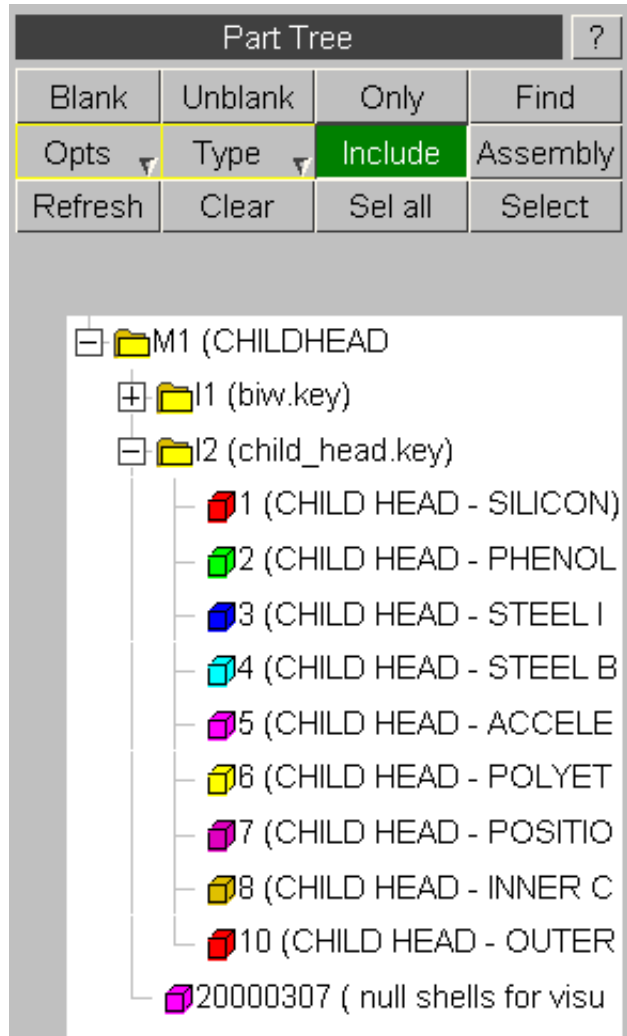 Part Tree ?
Blank Unblank Only Find
Opts Type Include Assembly
Refresh Clear Sel all Select
M1 (CHILDHEAD
I1 (biw.key)
I2 (child_head.key)
1 (CHILD HEAD - SILICON)
2 (CHILD HEAD - PHENOL
3 (CHILD HEAD - STEEL I
4 (CHILD HEAD - STEEL B
5 (CHILD HEAD - ACCELE
6 (CHILD HEAD - POLYET
7 (CHILD HEAD - POSITIO
8 (CHILD HEAD - INNER C
10 (CHILD HEAD - OUTER
20000307 ( null shells for visu